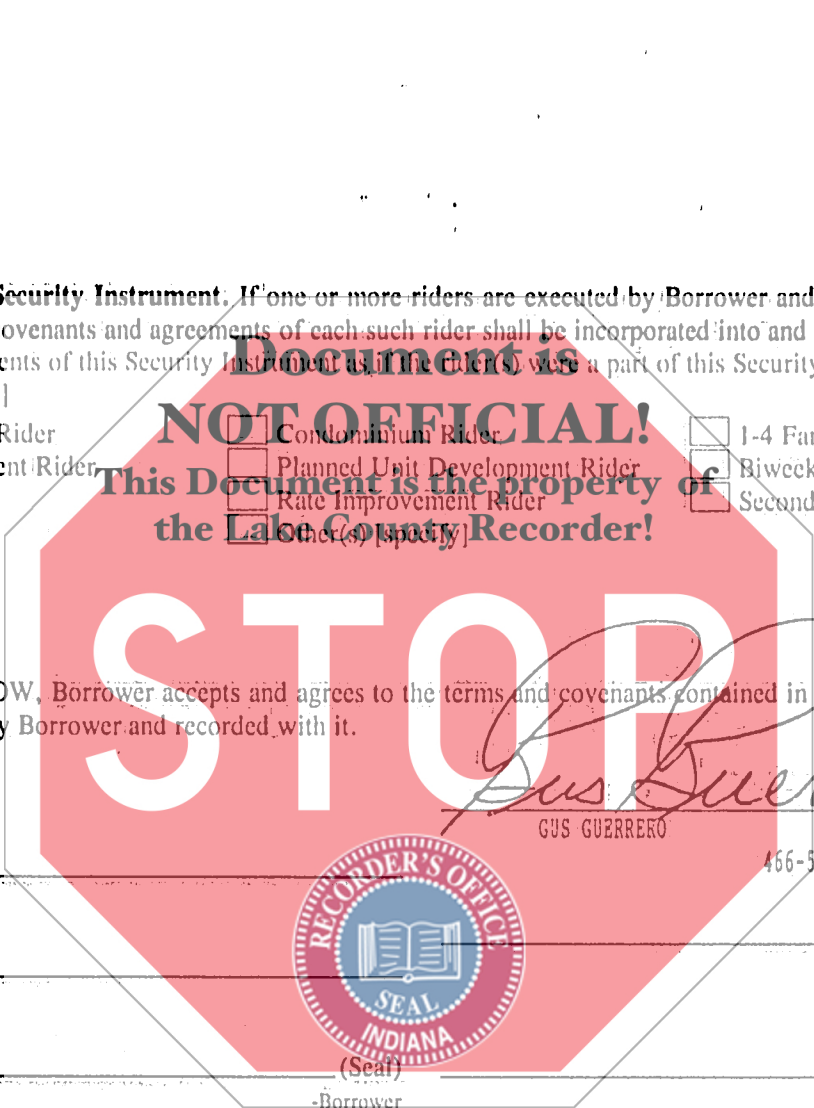 Security Instrument. If one or more riders are executed by Borrower and
ovenants and agreements of each such rider shall be incorporated into and
ents of this Security Instrument as if the rider(s) were a part of this Security
]
Document is
NOT OFFICIAL!
This Document is the property of
the Lake County Recorder!
Rider Condominium Rider 1-4 Fa
ent Rider Planned Unit Development Rider Biweek
Rate Improvement Rider Second
Other(s) [specify]
STOP
OW, Borrower accepts and agrees to the terms and covenants contained in
y Borrower and recorded with it.
Gus Guer
GUS GUERRERO
466-5
RECORDER'S OFFICE
SEAL
INDIANA
(Seal)
-Borrower